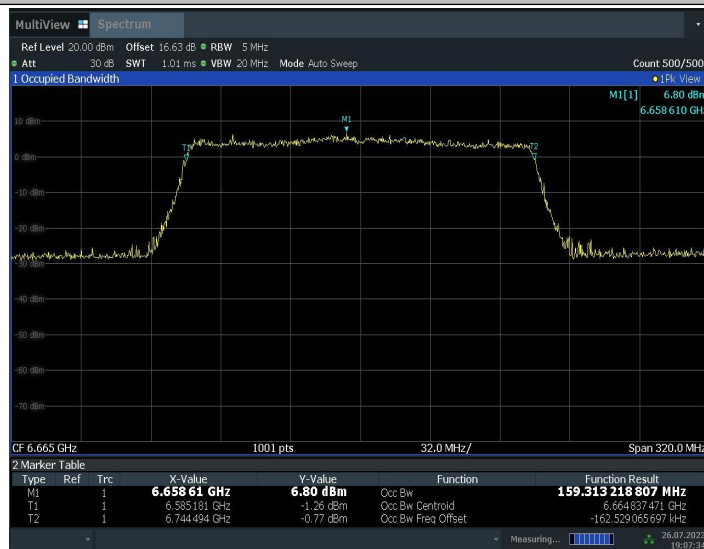 MultiView Spectrum
Ref Level 20.00 dBm Offset 16.63 dB RBW 5 MHz
Att 30 dB SWT 1.01 ms VBW 20 MHz Mode Auto Sweep Count 500/500
1 Occupied Bandwidth 1Pk View
M1[1] 6.80 dBm
6.658 610 GHz
M1
10 dBm
T1 T2
0 dBm
-10 dBm
-20 dBm
-30 dBm
-40 dBm
-50 dBm
-60 dBm
-70 dBm
CF 6.665 GHz 1001 pts 32.0 MHz/ Span 320.0 MHz
2 Marker Table
Type Ref Trc X-Value Y-Value Function Function Result
M1 1 6.658 61 GHz 6.80 dBm Occ Bw 159.313 218 807 MHz
T1 1 6.585 181 GHz -1.26 dBm Occ Bw Centroid 6.664 837 471 GHz
T2 1 6.744 494 GHz -0.77 dBm Occ Bw Freq Offset -162.529 065 697 kHz
Measuring... 26.07.2023
19:07:34